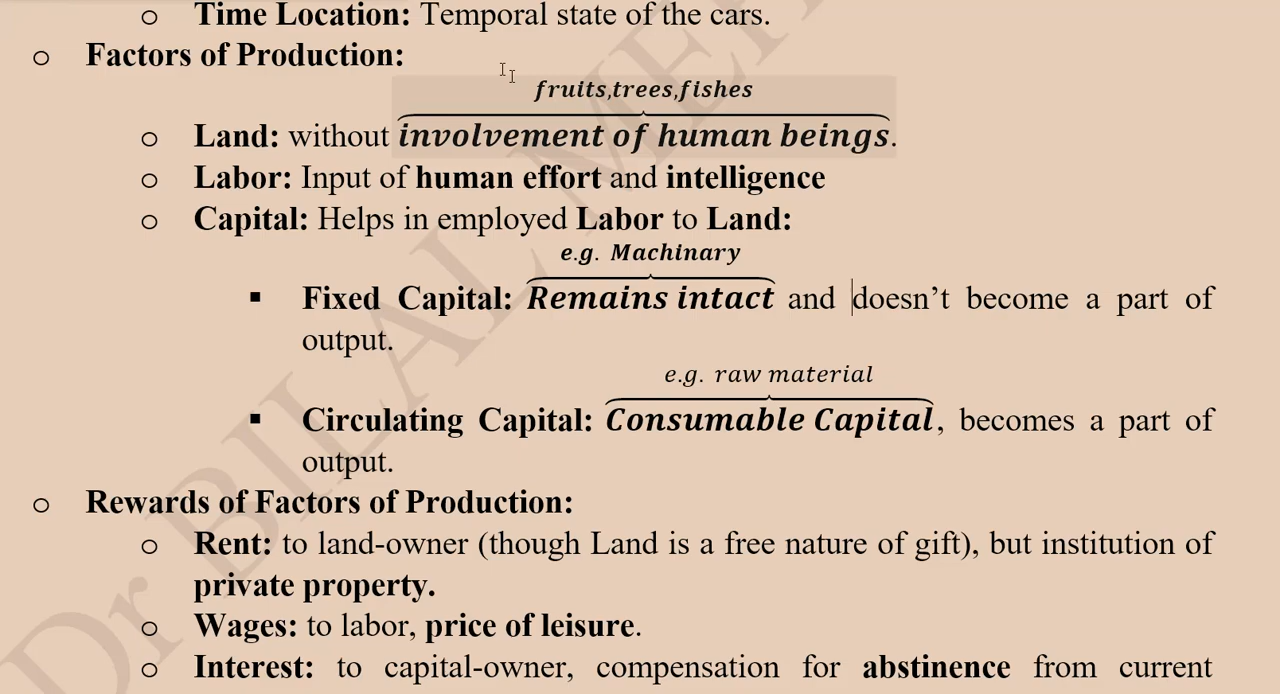 o Time Location: Temporal state of the cars.
o Factors of Production:
fruits,trees,fishes
o Land: without involvement of human beings.
o Labor: Input of human effort and intelligence
o Capital: Helps in employed Labor to Land:
e.g. Machinary
▪ Fixed Capital: Remains intact and doesn’t become a part of
output.
e.g. raw material
▪ Circulating Capital: Consumable Capital, becomes a part of
output.
o Rewards of Factors of Production:
o Rent: to land-owner (though Land is a free nature of gift), but institution of
private property.
o Wages: to labor, price of leisure.
o Interest: to capital-owner, compensation for abstinence from current
Dr BILAL